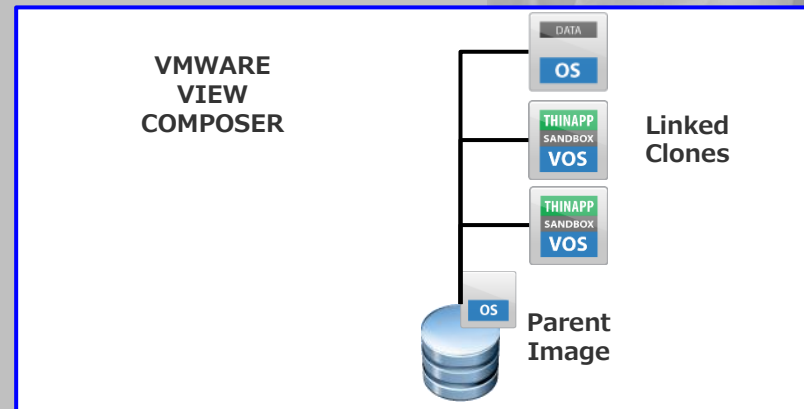 VMWARE
VIEW
COMPOSER
DATA
OS
THINAPP
SANDBOX
VOS
Linked
Clones
THINAPP
SANDBOX
VOS
OS
Parent
Image